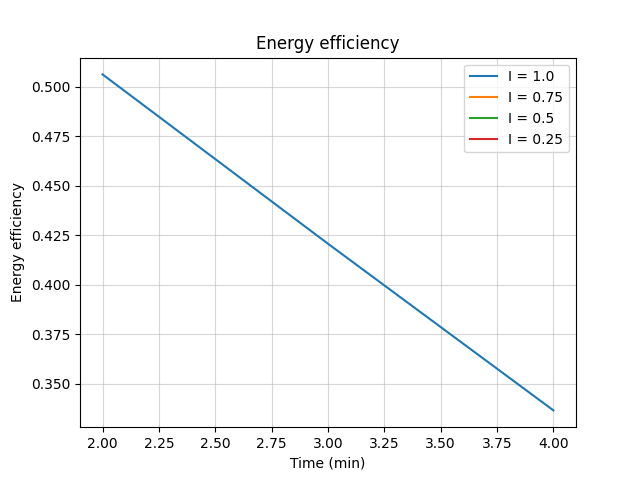 Energy efficiency
I = 1.0
I = 0.75
I = 0.5
I = 0.25
Energy efficiency
0.500
0.475
0.450
0.425
0.400
0.375
0.350
2.00 2.25 2.50 2.75 3.00 3.25 3.50 3.75 4.00
Time (min)